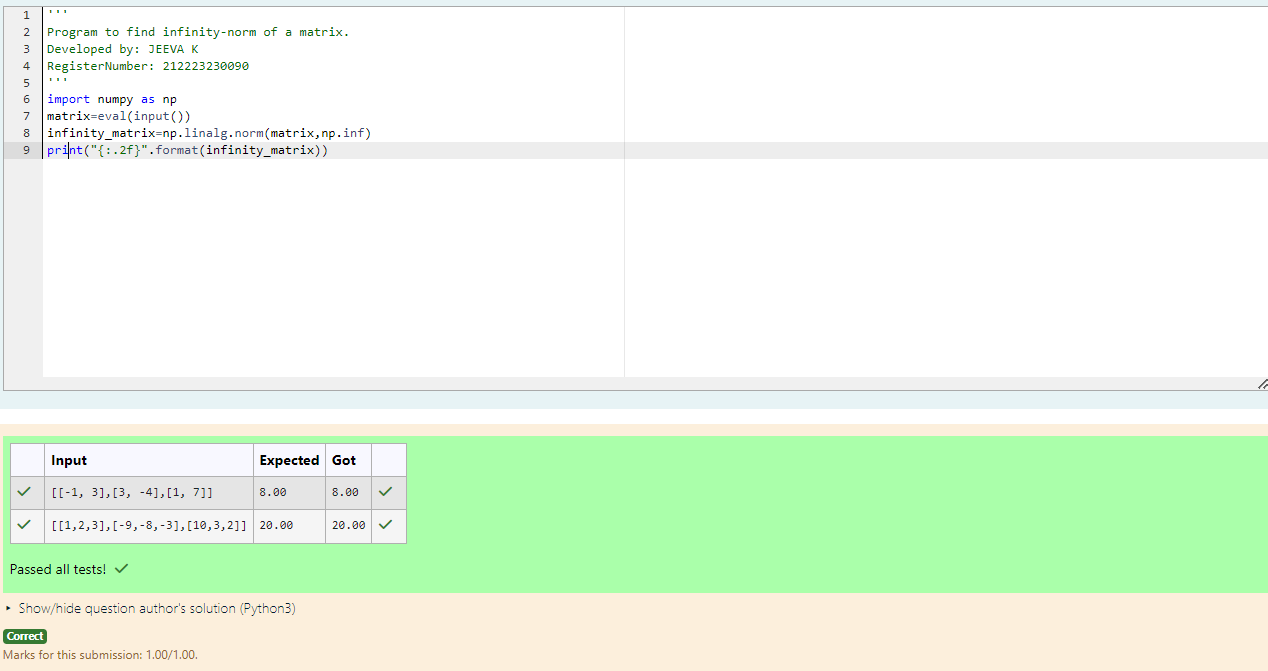 1 '''
2 Program to find infinity-norm of a matrix.
3 Developed by: JEEVA K
4 RegisterNumber: 212223230090
5 '''
6 import numpy as np
7 matrix=eval(input())
8 infinity_matrix=np.linalg.norm(matrix,np.inf)
9 print("{:.2f}".format(infinity_matrix))
Input Expected Got
[[-1, 3],[3, -4],[1, 7]] 8.00 8.00
[[1,2,3],[-9,-8,-3],[10,3,2]] 20.00 20.00
Passed all tests!
Show/hide question author's solution (Python3)
Correct
Marks for this submission: 1.00/1.00.